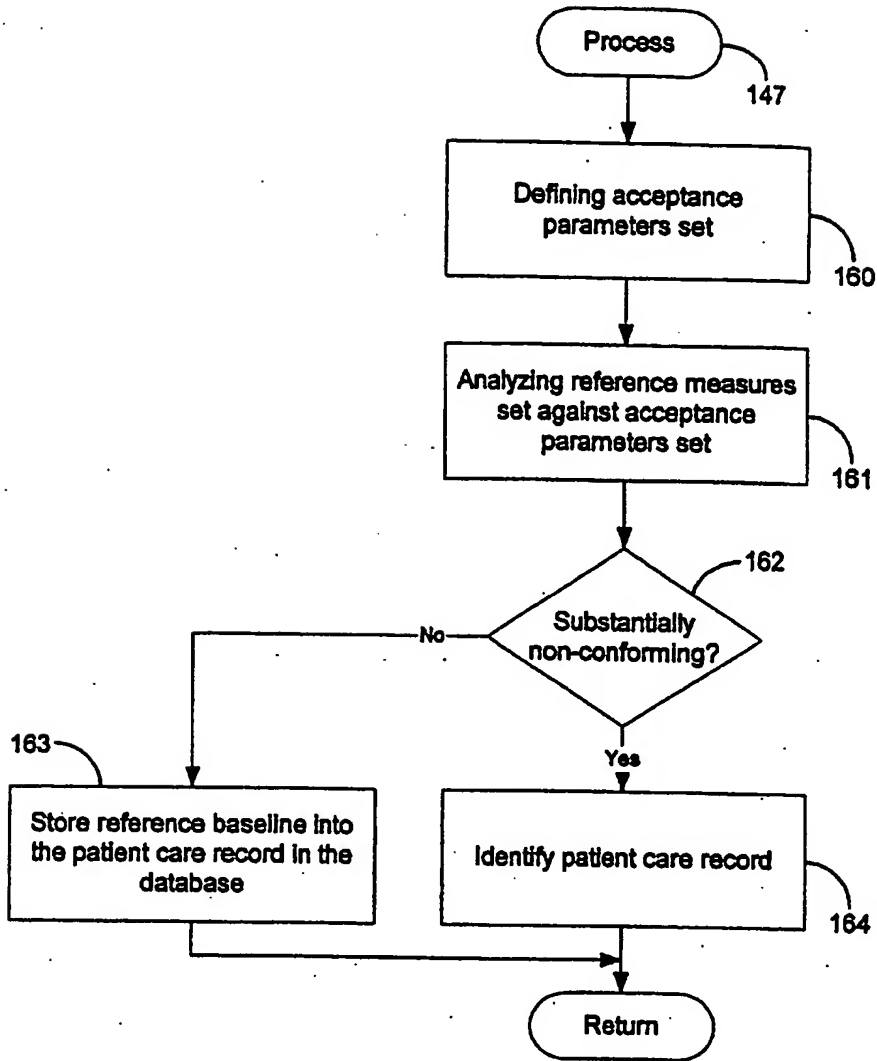 Process
147
Defining acceptance
parameters set
160
Analyzing reference measures
set against acceptance
parameters set
161
162
Substantially
non-conforming?
No
Yes
163
Store reference baseline into
the patient care record in the
database
Identify patient care record
164
Return